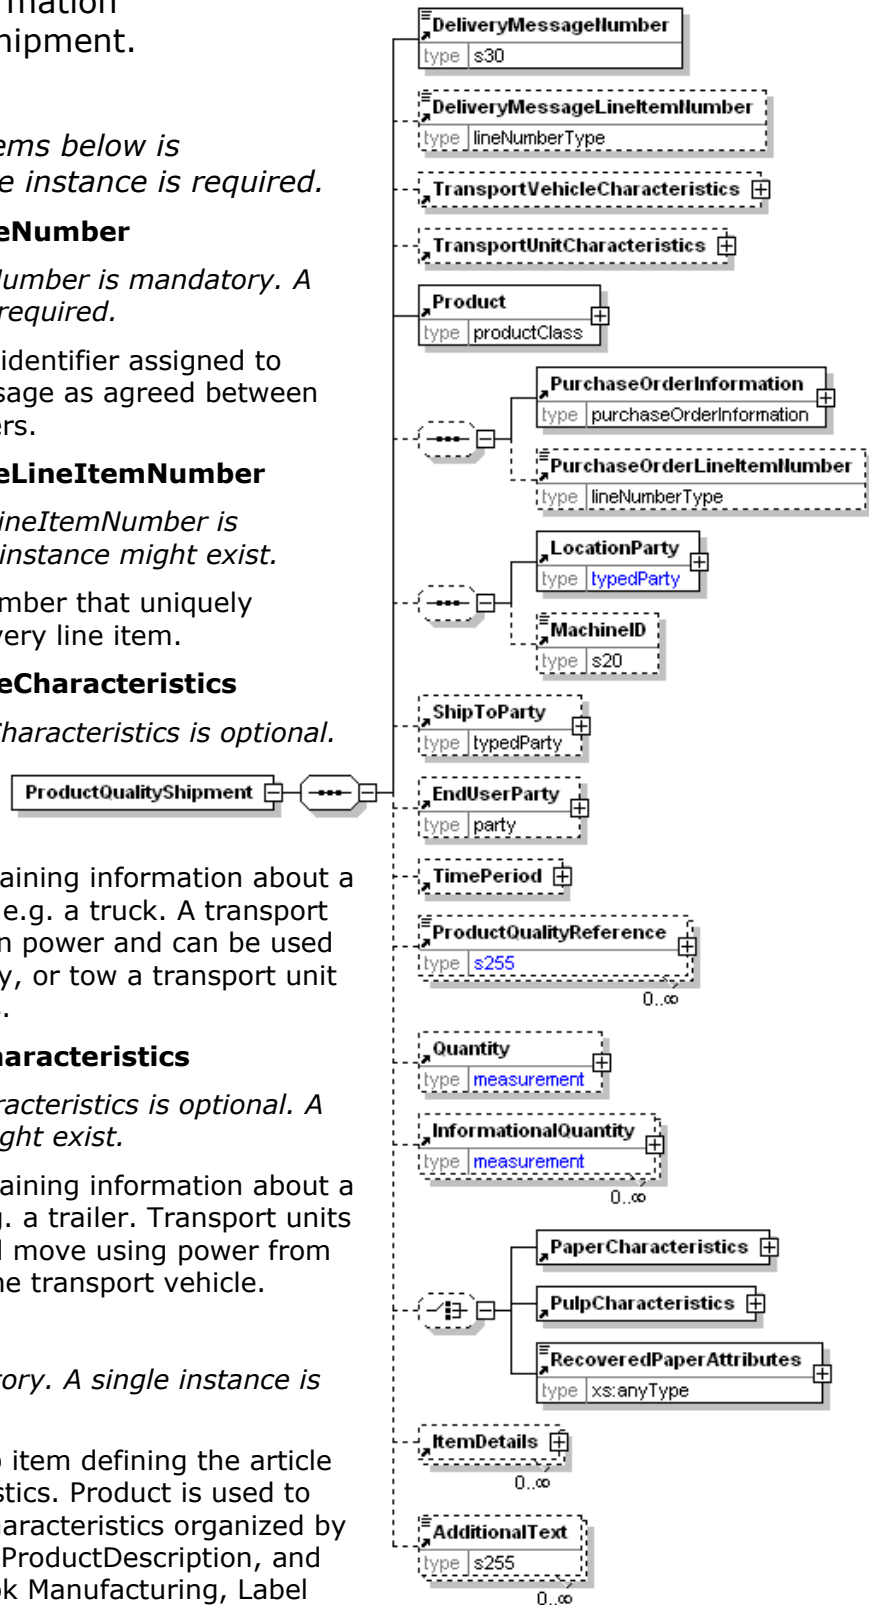 rmation
hipment.
ems below is
e instance is required.
eNumber
Number is mandatory. A
required.
identifier assigned to
sage as agreed between
ers.
eLineItemNumber
LineItemNumber is
instance might exist.
mber that uniquely
very line item.
eCharacteristics
Characteristics is optional.
ProductQualityShipment
aining information about a
e.g. a truck. A transport
n power and can be used
y, or tow a transport unit
s.
haracteristics
racteristics is optional. A
ght exist.
aining information about a
g. a trailer. Transport units
d move using power from
he transport vehicle.
tory. A single instance is
o item defining the article
stics. Product is used to
haracteristics organized by
ProductDescription, and
ok Manufacturing, Label
DeliveryMessageNumber
type s30
DeliveryMessageLineItemNumber
type lineNumberType
TransportVehicleCharacteristics
TransportUnitCharacteristics
Product
type productClass
PurchaseOrderInformation
type purchaseOrderInformation
PurchaseOrderLineItemNumber
type lineNumberType
LocationParty
type typedParty
MachineID
type s20
ShipToParty
type typedParty
EndUserParty
type party
TimePeriod
ProductQualityReference
type s255
0..∞
Quantity
type measurement
InformationalQuantity
type measurement
0..∞
PaperCharacteristics
PulpCharacteristics
RecoveredPaperAttributes
type xs:anyType
ItemDetails
0..∞
AdditionalText
type s255
0..∞